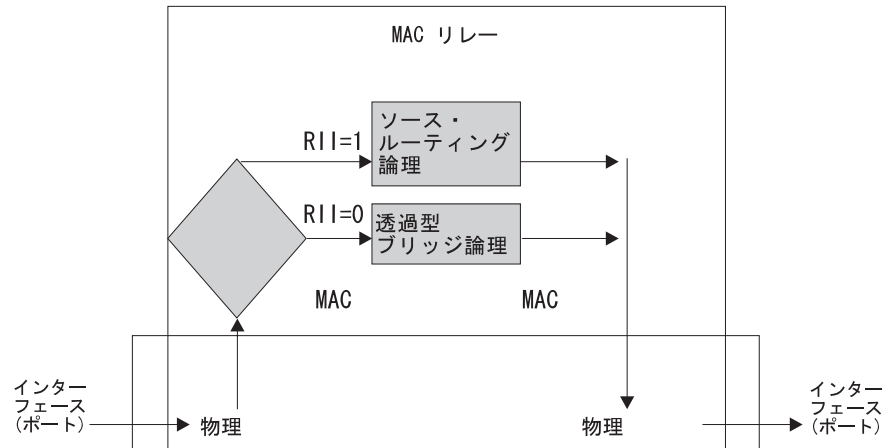 MAC リレー
RII=1
ソース・
ルーティング
論理
RII=0
透過型
ブリッジ論理
MAC
MAC
インター
フェース
(ポート)
物理
物理
インター
フェース
(ポート)